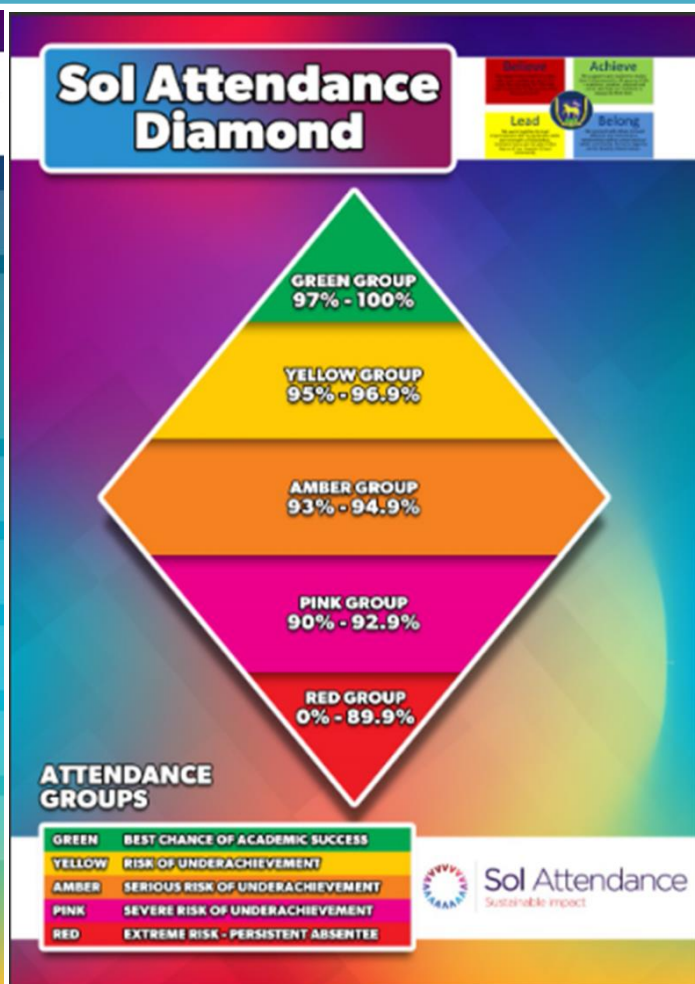 Sol Attendance
Diamond
Believe
Achieve
Lead
Belong
GREEN GROUP
97% - 100%
YELLOW GROUP
95% - 96.9%
AMBER GROUP
93% - 94.9%
PINK GROUP
90% - 92.9%
RED GROUP
0% - 89.9%
ATTENDANCE
GROUPS
GREEN BEST CHANCE OF ACADEMIC SUCCESS
YELLOW RISK OF UNDERACHIEVEMENT
AMBER SERIOUS RISK OF UNDERACHIEVEMENT
PINK SEVERE RISK OF UNDERACHIEVEMENT
RED EXTREME RISK - PERSISTENT ABSENTEE
Sol Attendance
Sustainable impact